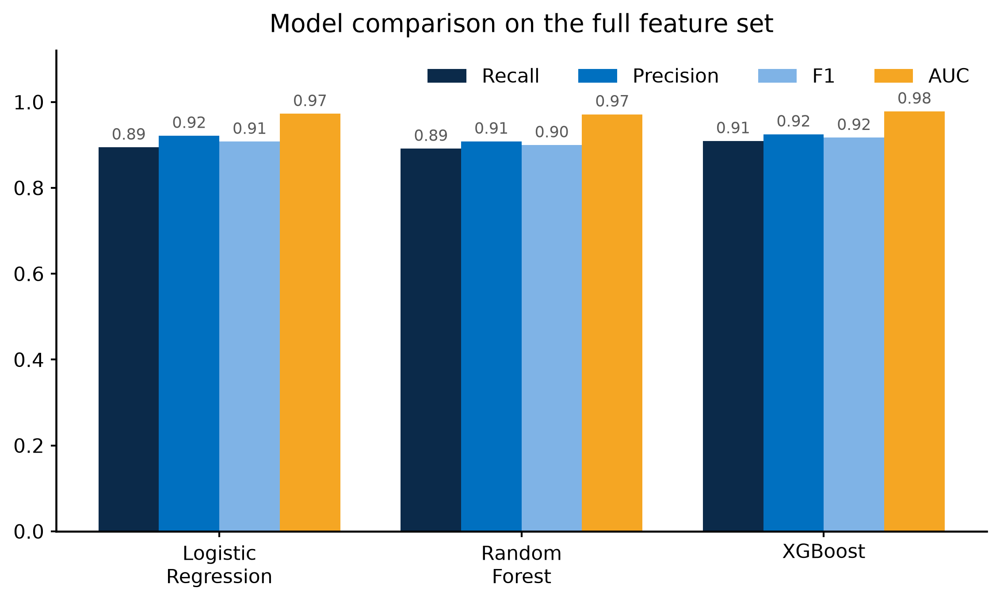 Model comparison on the full feature set
Recall Precision F1 AUC
1.0
0.8
0.6
0.4
0.2
0.0
0.89 0.92 0.91 0.97
0.89 0.91 0.90 0.97
0.91 0.92 0.92 0.98
Logistic
Regression
Random
Forest
XGBoost